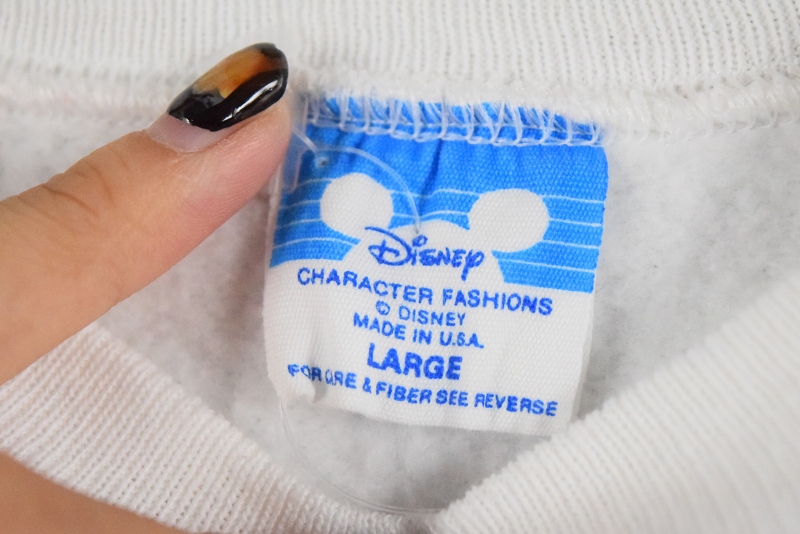 Disney
CHARACTER FASHIONS
© DISNEY
MADE IN U.S.A.
LARGE
FOR CARE & FIBER SEE REVERSE